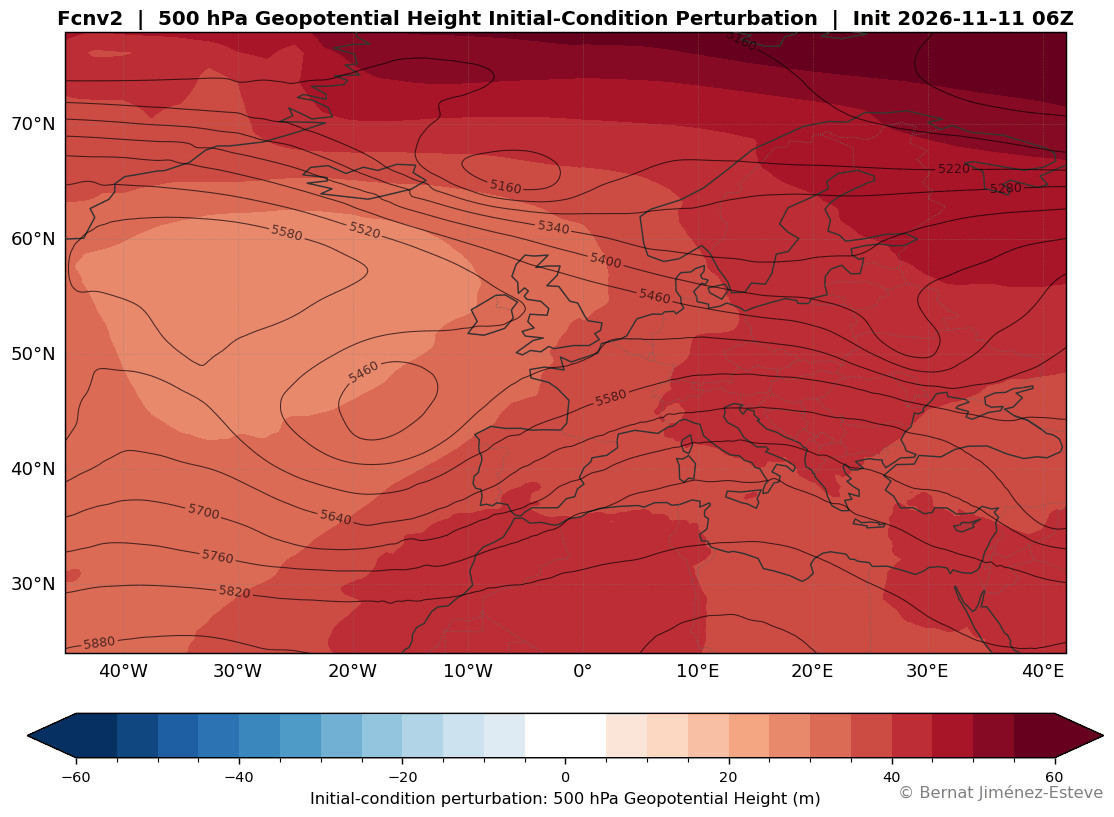 Fcnv2 | 500 hPa Geopotential Height Initial-Condition Perturbation | Init 2026-11-11 06Z
70°N
5220
5280
5160
60°N
5580
5520
5340
5400
5460
50°N
5460
5580
40°N
5700
5640
5760
30°N
5820
5880
40°W 30°W 20°W 10°W 0° 10°E 20°E 30°E 40°E
−60 −40 −20 0 20 40 60
Initial-condition perturbation: 500 hPa Geopotential Height (m)
© Bernat Jiménez-Esteve